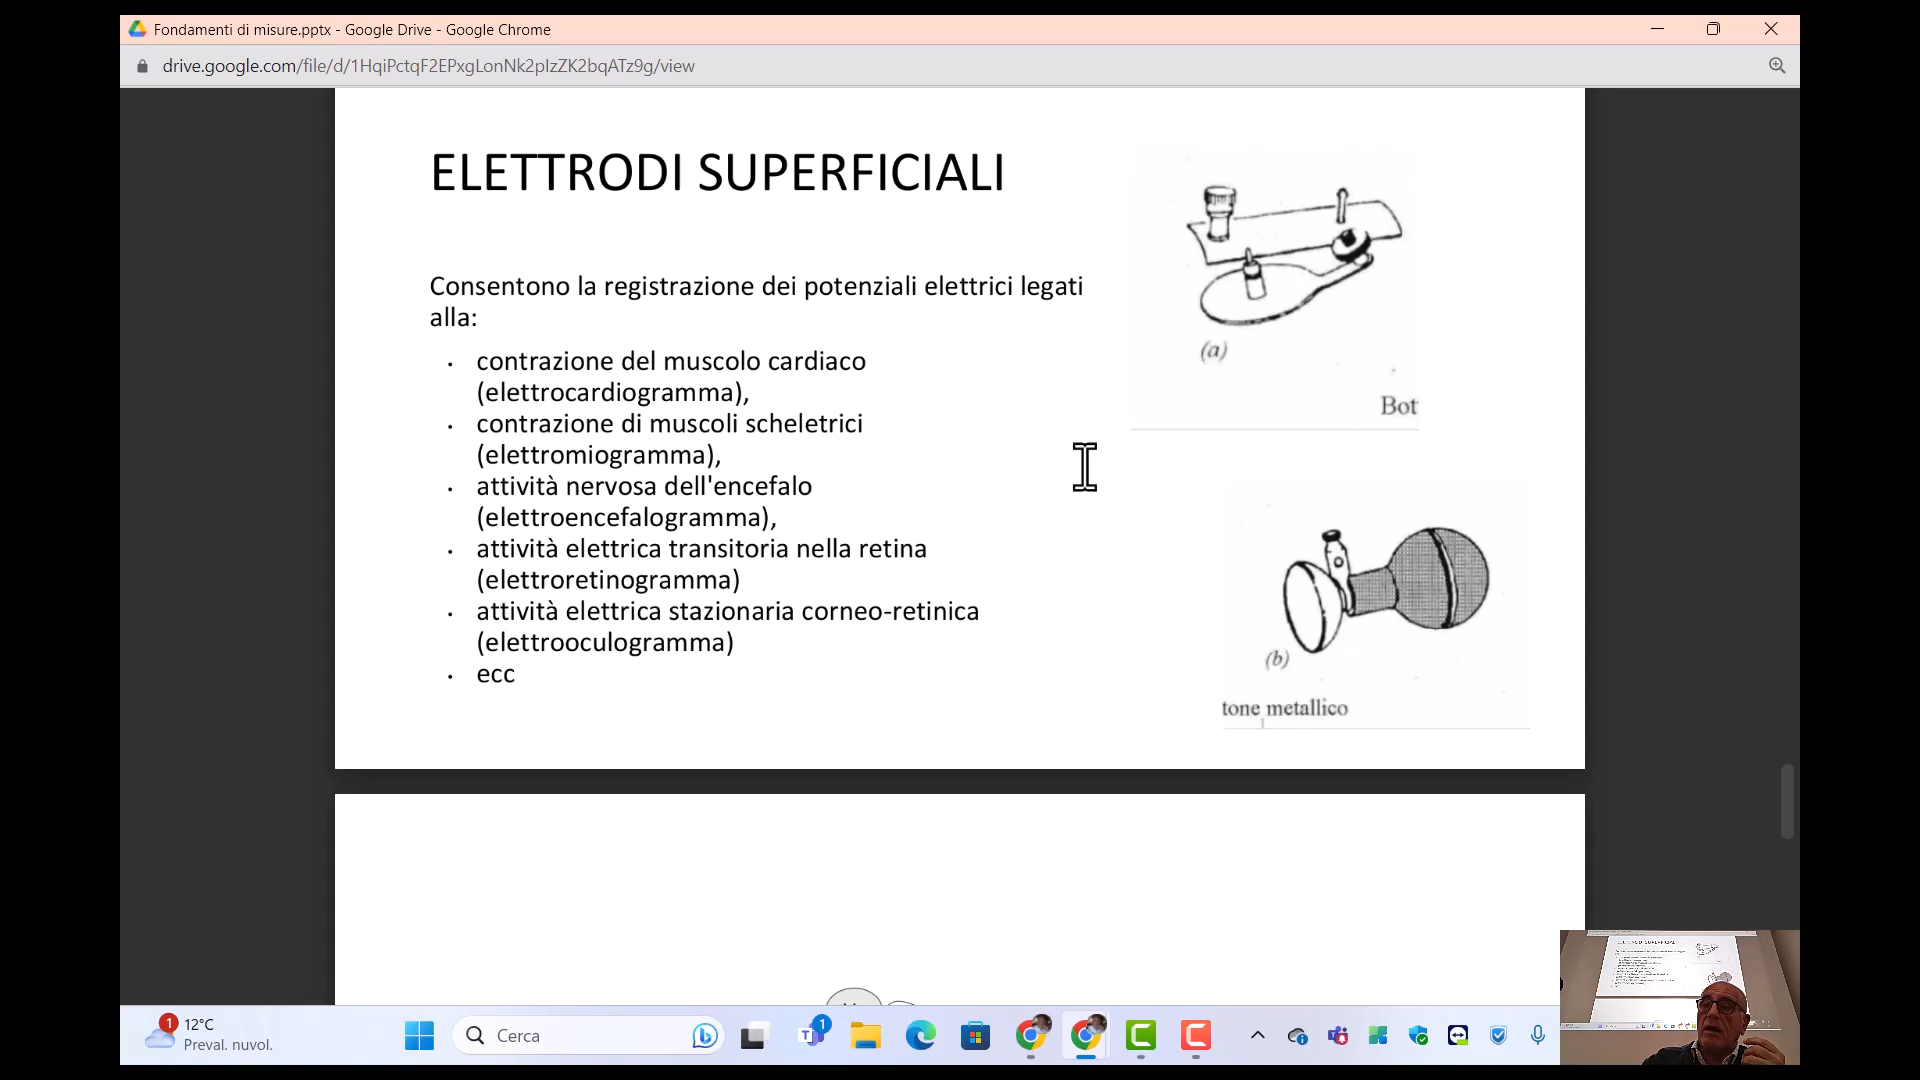 Fondamenti di misure.pptx - Google Drive - Google Chrome
drive.google.com/file/d/1HqiPctqF2EPxgLonNk2pIzZK2bqATz9g/view
ELETTRODI SUPERFICIALI
Consentono la registrazione dei potenziali elettrici legati
alla:
• contrazione del muscolo cardiaco
(elettrocardiogramma),
• contrazione di muscoli scheletrici
(elettromiogramma),
• attività nervosa dell'encefalo
(elettroencefalogramma),
• attività elettrica transitoria nella retina
(elettroretinogramma)
• attività elettrica stazionaria corneo-retinica
(elettrooculogramma)
• ecc
(a)
Bot
(b)
tone metallico
1
12°C
Preval. nuvol.
Cerca
1